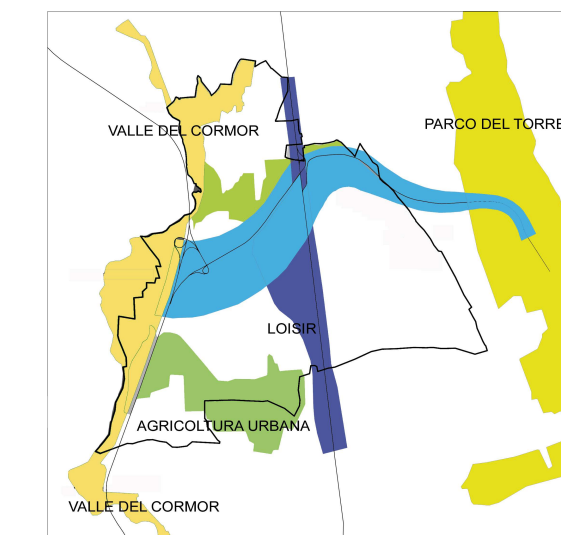 PARCO DEL TORRE
VALLE DEL CORMOR
LOISIR
AGRICOLTURA URBANA
VALLE DEL CORMOR